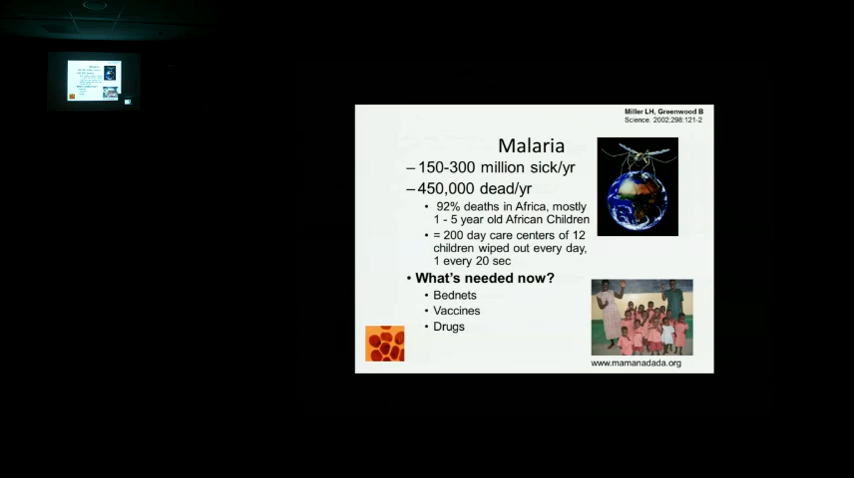 Miller LH, Greenwood B
Science. 2002;298:121-2
Malaria
– 150-300 million sick/yr
– 450,000 dead/yr
• 92% deaths in Africa, mostly
1 - 5 year old African Children
• = 200 day care centers of 12
children wiped out every day,
1 every 20 sec
• What's needed now?
• Bednets
• Vaccines
• Drugs
www.mamanadada.org